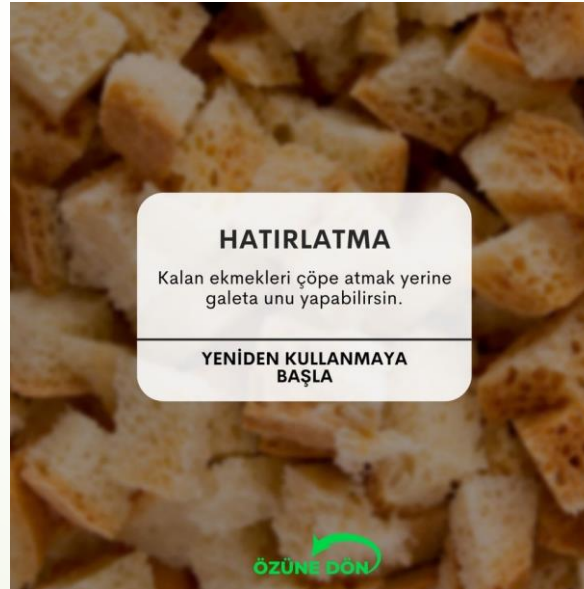 HATIRLATMA
Kalan ekmekleri çöpe atmak yerine
galeta unu yapabilirsin.
YENİDEN KULLANMAYA
BAŞLA
ÖZÜNE DÖN